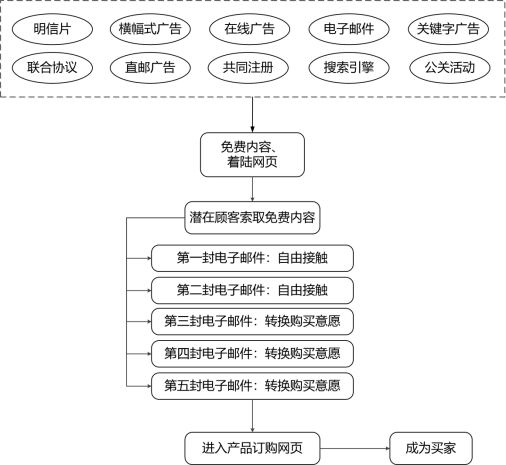 明信片
横幅式广告
在线广告
电子邮件
关键字广告
联合协议
直邮广告
共同注册
搜索引擎
公关活动
免费内容、
着陆网页
潜在顾客索取免费内容
第一封电子邮件：自由接触
第二封电子邮件：自由接触
第三封电子邮件：转换购买意愿
第四封电子邮件：转换购买意愿
第五封电子邮件：转换购买意愿
进入产品订购网页
成为买家